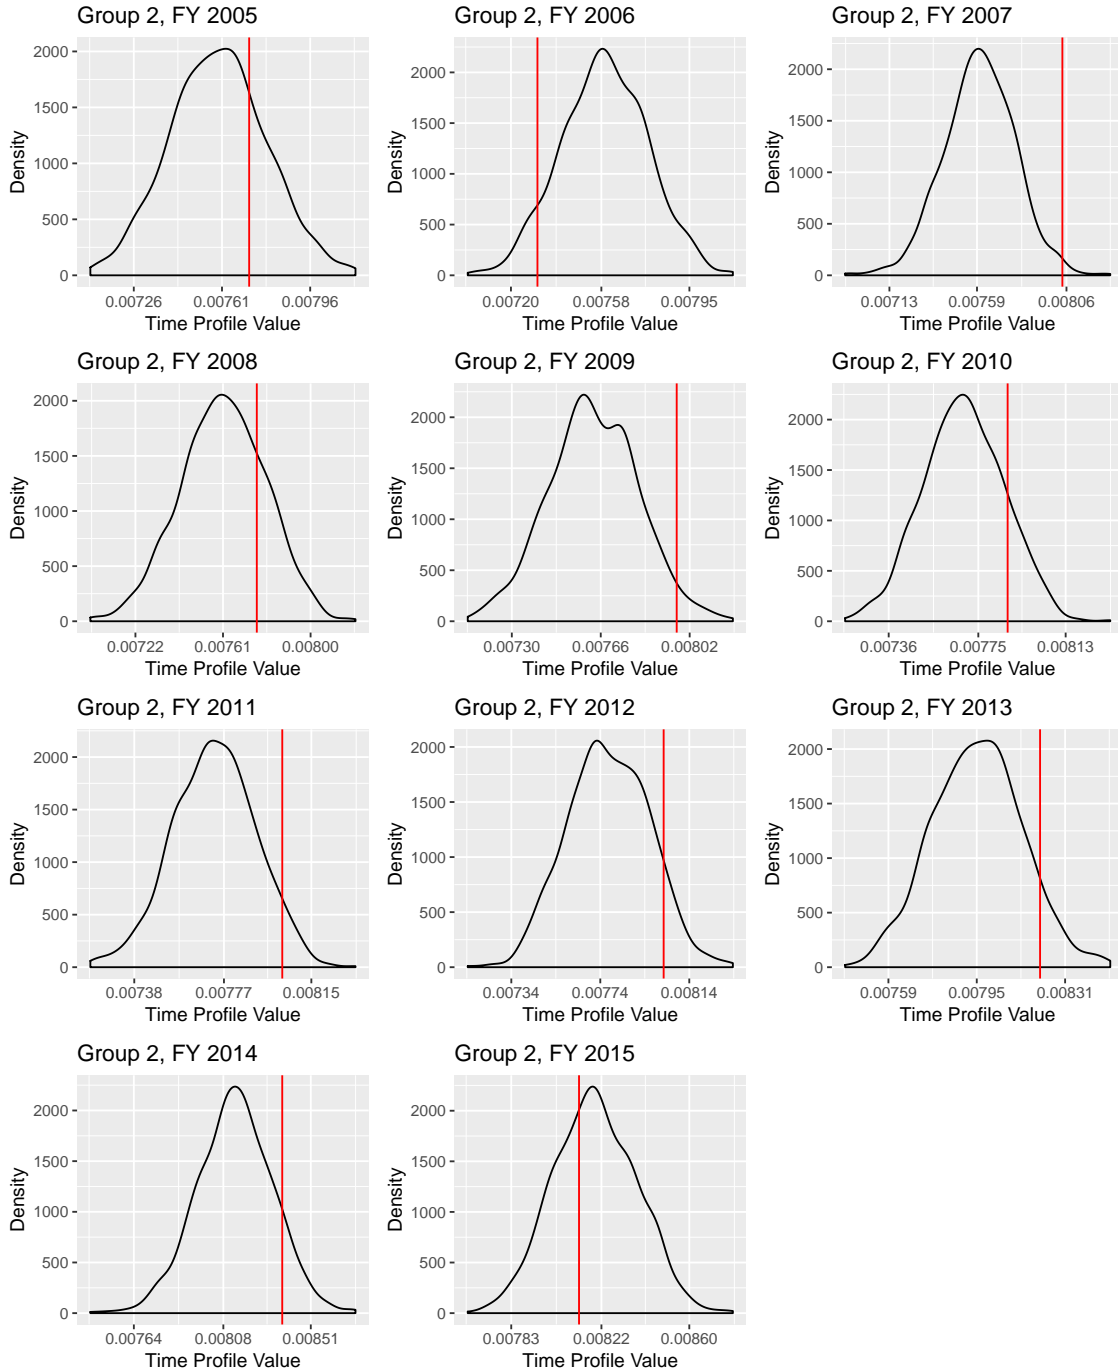 Group 2, FY 2005
Density
2000
1500
1000
500
0
0.00726 0.00761 0.00796
Time Profile Value
Group 2, FY 2006
Density
2000
1500
1000
500
0
0.00720 0.00758 0.00795
Time Profile Value
Group 2, FY 2007
Density
2000
1500
1000
500
0
0.00713 0.00759 0.00806
Time Profile Value
Group 2, FY 2008
Density
2000
1500
1000
500
0
0.00722 0.00761 0.00800
Time Profile Value
Group 2, FY 2009
Density
2000
1500
1000
500
0
0.00730 0.00766 0.00802
Time Profile Value
Group 2, FY 2010
Density
2000
1500
1000
500
0
0.00736 0.00775 0.00813
Time Profile Value
Group 2, FY 2011
Density
2000
1500
1000
500
0
0.00738 0.00777 0.00815
Time Profile Value
Group 2, FY 2012
Density
2000
1500
1000
500
0
0.00734 0.00774 0.00814
Time Profile Value
Group 2, FY 2013
Density
2000
1500
1000
500
0
0.00759 0.00795 0.00831
Time Profile Value
Group 2, FY 2014
Density
2000
1500
1000
500
0
0.00764 0.00808 0.00851
Time Profile Value
Group 2, FY 2015
Density
2000
1500
1000
500
0
0.00783 0.00822 0.00860
Time Profile Value